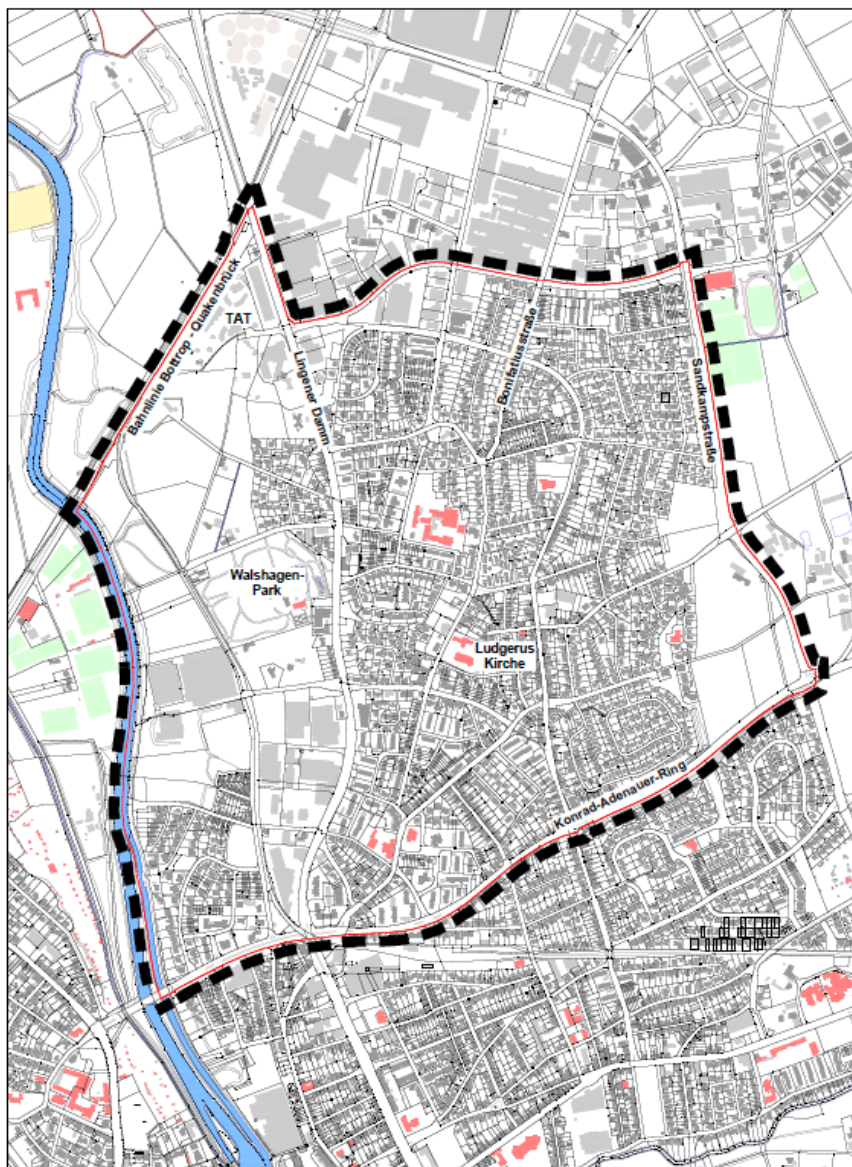 Bahnlinie Bottrop - Quakenbrück
TAT
Lingener Damm
Bonifatiusstraße
Sandkampstraße
Walshagen-
Park
Ludgerus
Kirche
Konrad-Adenauer-Ring